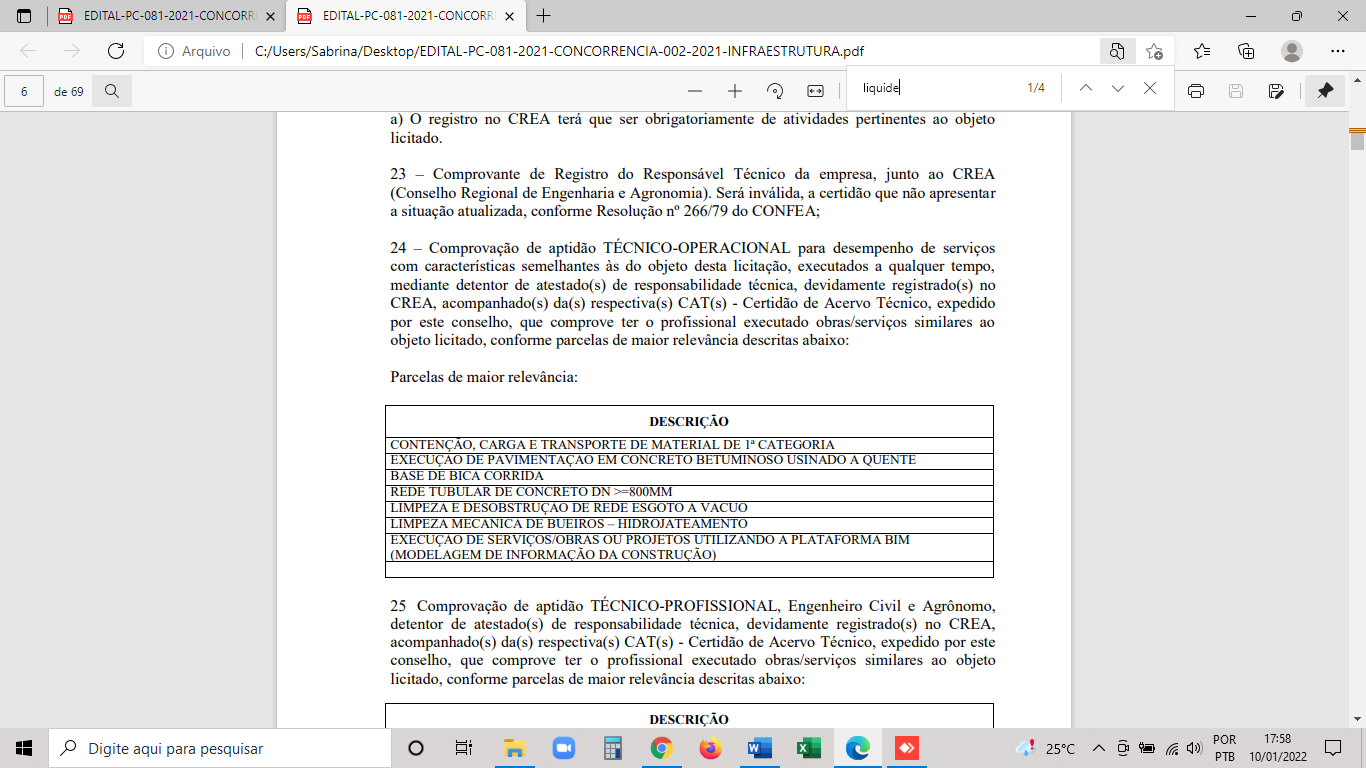 EDITAL-PC-081-2021-CONCORRI
EDITAL-PC-081-2021-CONCORRI
Arquivo C:/Users/Sabrina/Desktop/EDITAL-PC-081-2021-CONCORRENCIA-002-2021-INFRAESTRUTURA.pdf
6 de 69
liquide 1/4
a) O registro no CREA terá que ser obrigatoriamente de atividades pertinentes ao objeto
licitado.
23 – Comprovante de Registro do Responsável Técnico da empresa, junto ao CREA
(Conselho Regional de Engenharia e Agronomia). Será inválida, a certidão que não apresentar
a situação atualizada, conforme Resolução nº 266/79 do CONFEA;
24 – Comprovação de aptidão TÉCNICO-OPERACIONAL para desempenho de serviços
com características semelhantes às do objeto desta licitação, executados a qualquer tempo,
mediante detentor de atestado(s) de responsabilidade técnica, devidamente registrado(s) no
CREA, acompanhado(s) da(s) respectiva(s) CAT(s) - Certidão de Acervo Técnico, expedido
por este conselho, que comprove ter o profissional executado obras/serviços similares ao
objeto licitado, conforme parcelas de maior relevância descritas abaixo:
Parcelas de maior relevância:
DESCRIÇÃO
CONTENÇÃO, CARGA E TRANSPORTE DE MATERIAL DE 1ª CATEGORIA
EXECUÇÃO DE PAVIMENTAÇÃO EM CONCRETO BETUMINOSO USINADO A QUENTE
BASE DE BICA CORRIDA
REDE TUBULAR DE CONCRETO DN >=800MM
LIMPEZA E DESOBSTRUÇÃO DE REDE ESGOTO A VÁCUO
LIMPEZA MECANICA DE BUEIROS – HIDROJATEAMENTO
EXECUÇÃO DE SERVIÇOS/OBRAS OU PROJETOS UTILIZANDO A PLATAFORMA BIM
(MODELAGEM DE INFORMAÇÃO DA CONSTRUÇÃO)
25 Comprovação de aptidão TÉCNICO-PROFISSIONAL, Engenheiro Civil e Agrônomo,
detentor de atestado(s) de responsabilidade técnica, devidamente registrado(s) no CREA,
acompanhado(s) da(s) respectiva(s) CAT(s) - Certidão de Acervo Técnico, expedido por este
conselho, que comprove ter o profissional executado obras/serviços similares ao objeto
licitado, conforme parcelas de maior relevância descritas abaixo:
DESCRIÇÃO
Digite aqui para pesquisar
25°C
POR
PTB
17:58
10/01/2022